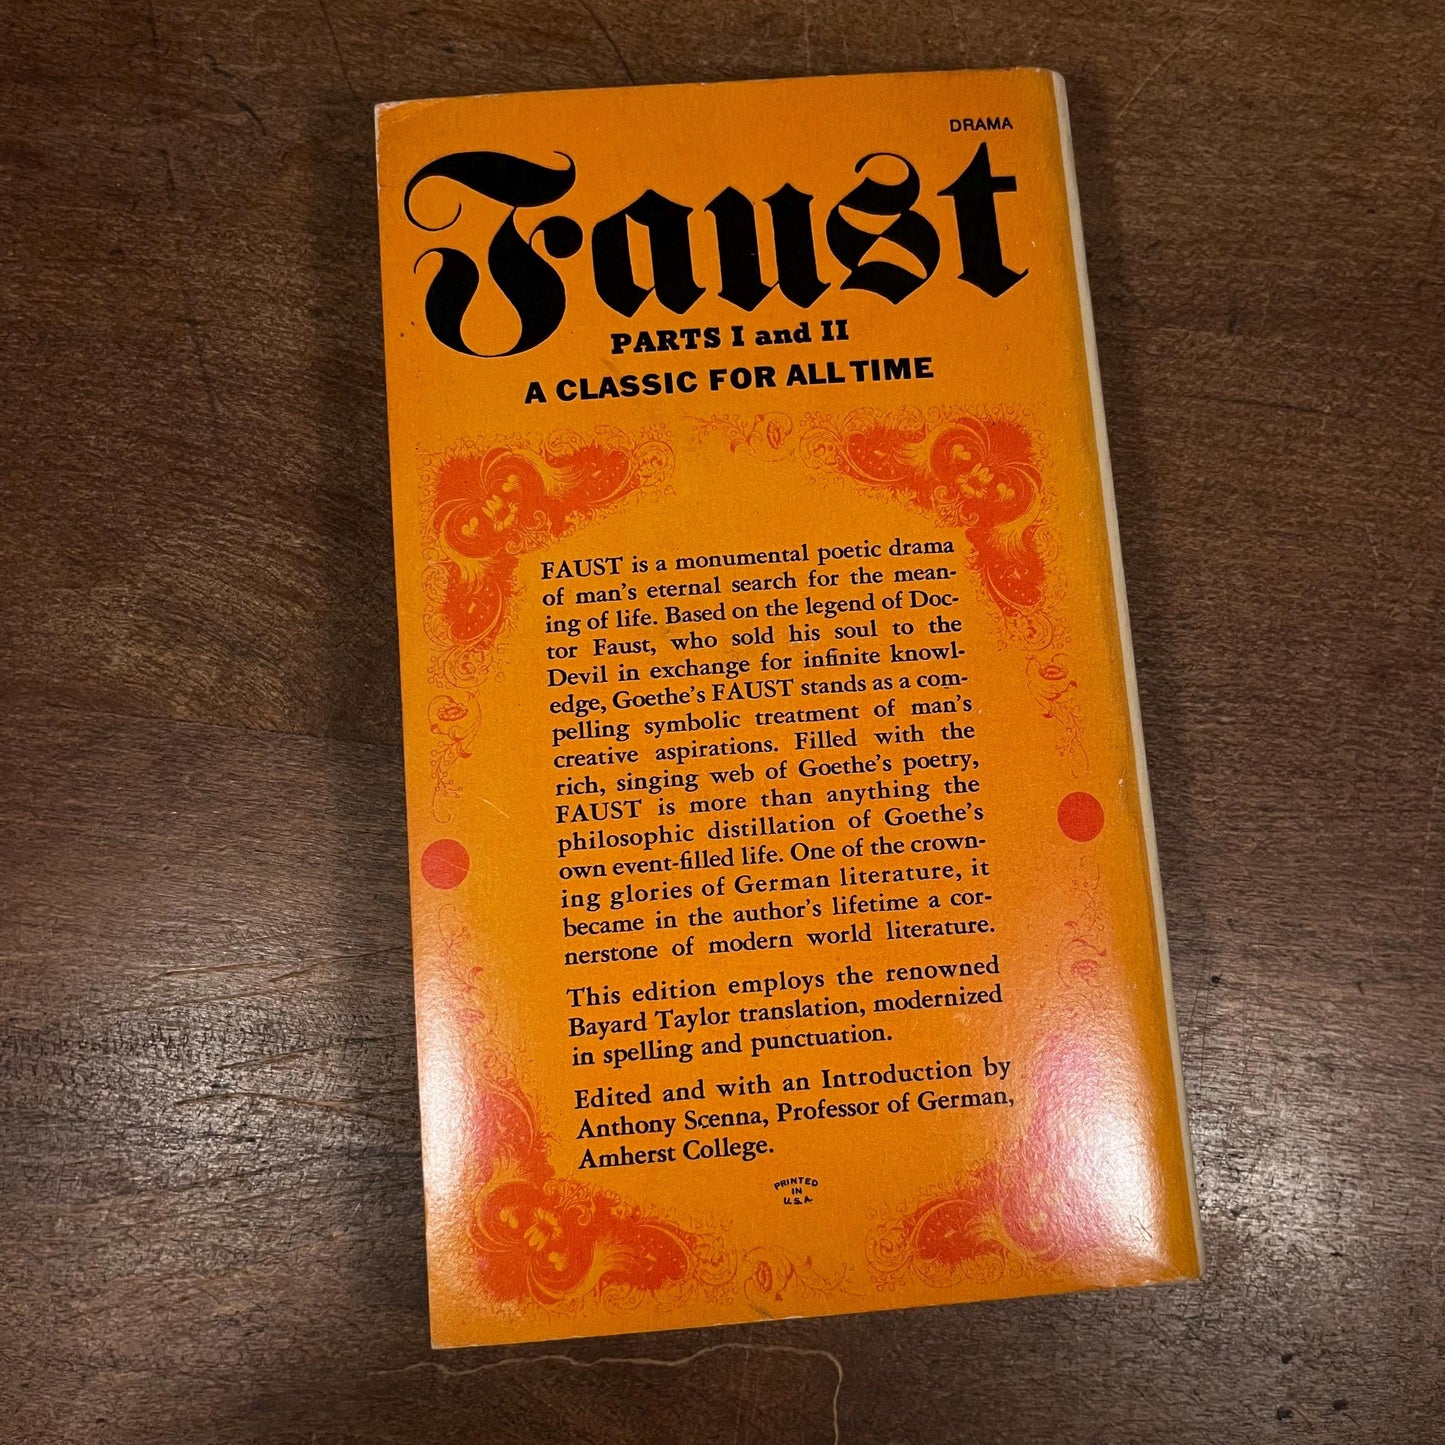 DRAMA
Faust
PARTS I and II
A CLASSIC FOR ALL TIME
FAUST is a monumental poetic drama
of man's eternal search for the mean-
ing of life. Based on the legend of Doc-
tor Faust, who sold his soul to the
Devil in exchange for infinite knowl-
edge, Goethe's FAUST stands as a com-
pelling symbolic treatment of man's
creative aspirations. Filled with the
rich, singing web of Goethe's poetry,
FAUST is more than anything the
philosophic distillation of Goethe's
own event-filled life. One of the crown-
ing glories of German literature, it
became in the author's lifetime a cor-
nerstone of modern world literature.
This edition employs the renowned
Bayard Taylor translation, modernized
in spelling and punctuation.
Edited and with an Introduction by
Anthony Scenna, Professor of German,
Amherst College.
PRINTED
IN
U.S.A.